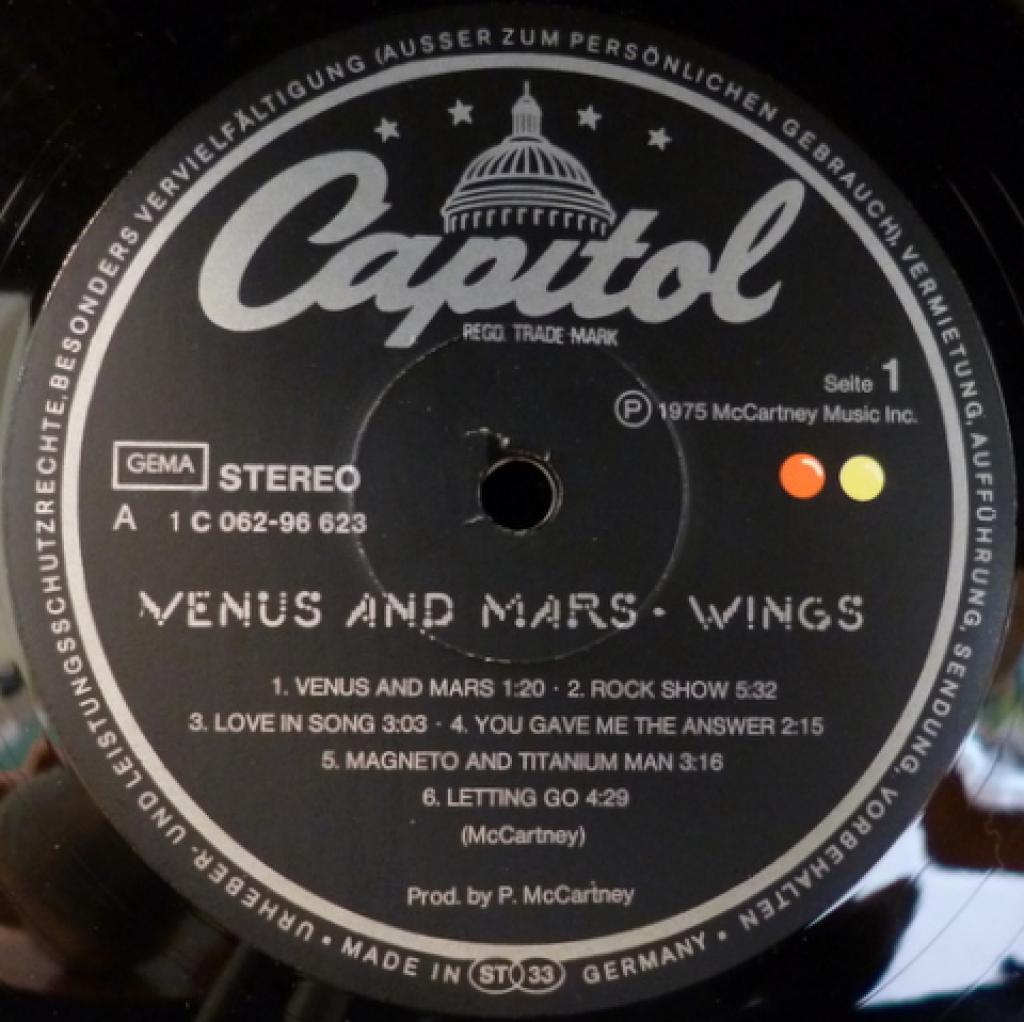 URHEBER- UND LEISTUNGSSCHUTZRECHTE, BESONDERS VERVIELFÄLTIGUNG (AUSSER ZUM PERSÖNLICHEN GEBRAUCH), VERMIETUNG, AUFFÜHRUNG, SENDUNG, VORBEHALTEN
Capitol
REGD. TRADE-MARK
Seite 1
Ⓟ 1975 McCartney Music Inc.
GEMA STEREO
A 1 C 062-96 623
VENUS AND MARS · WINGS
1. VENUS AND MARS 1:20 · 2. ROCK SHOW 5:32
3. LOVE IN SONG 3:03 · 4. YOU GAVE ME THE ANSWER 2:15
5. MAGNETO AND TITANIUM MAN 3:16
6. LETTING GO 4:29
(McCartney)
Prod. by P. McCartney
• MADE IN ST 33 GERMANY •